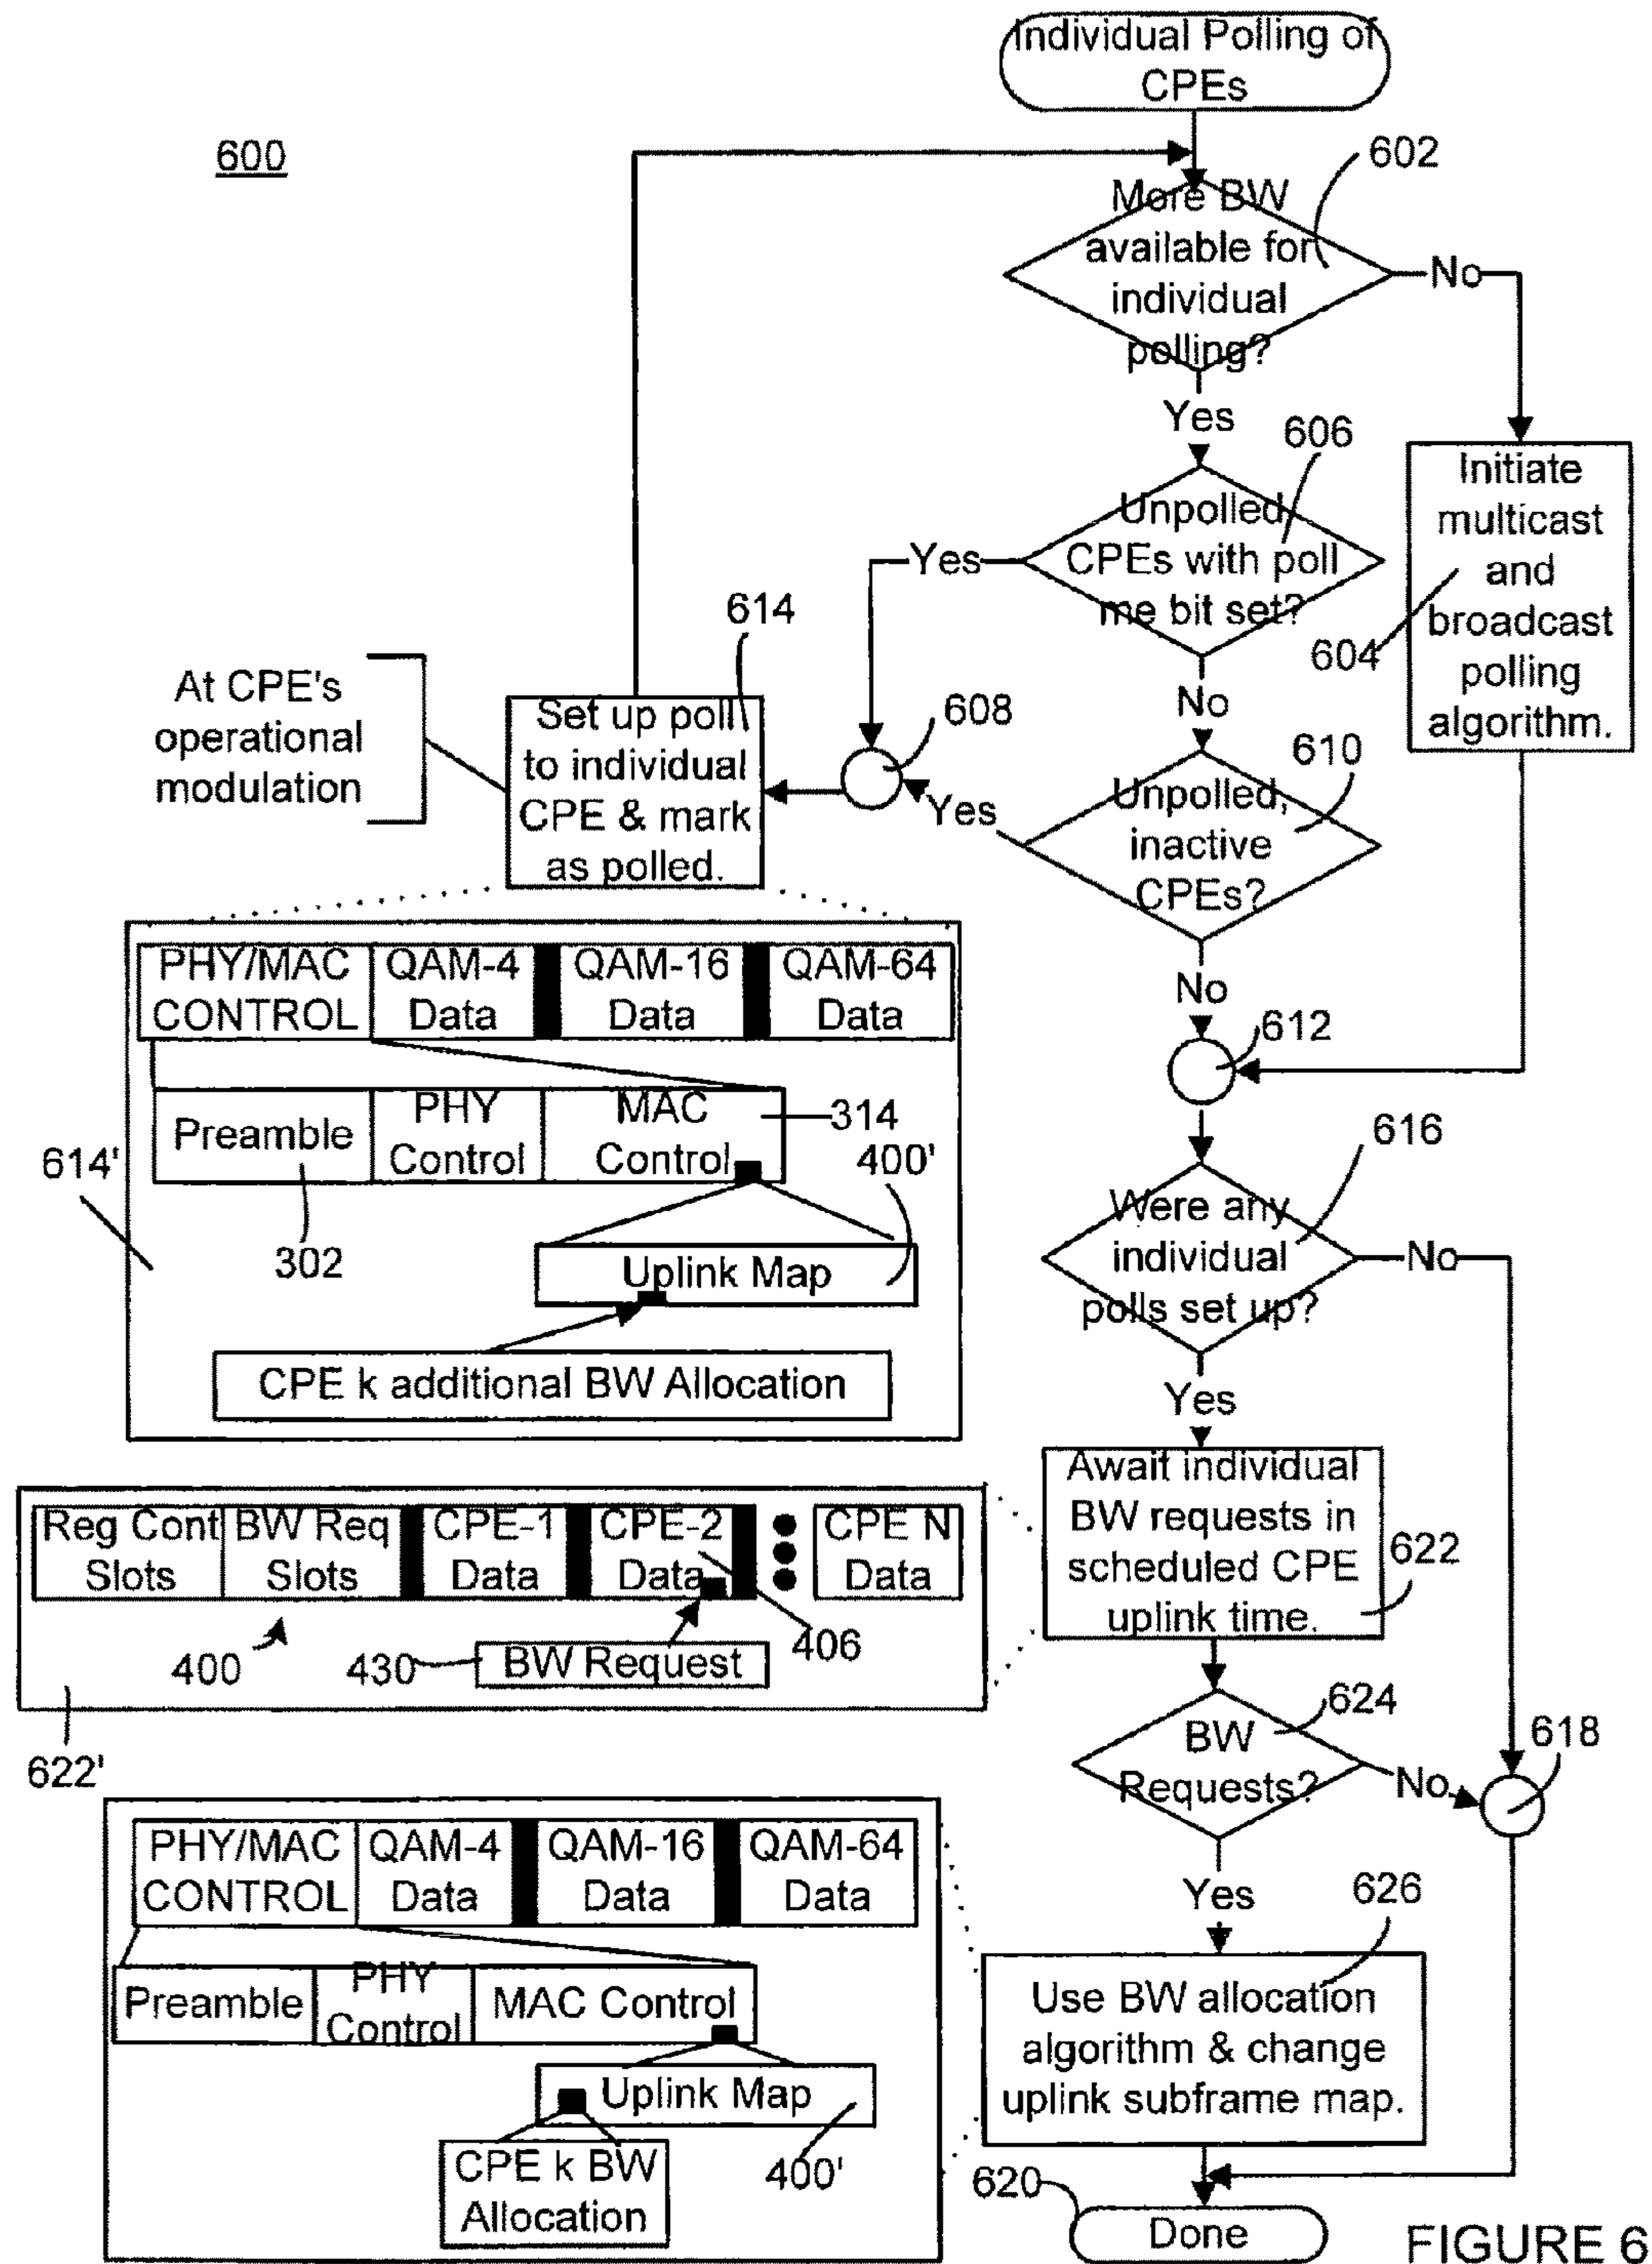 Individual Polling of
CPEs
600
602
More BW
available for
individual
polling?
No
Yes
606
Unpolled
CPEs with poll
me bit set?
Yes
Initiate
multicast
and
broadcast
polling
algorithm.
604
614
At CPE's
operational
modulation
Set up poll
to individual
CPE & mark
as polled.
No
608
610
Yes
Unpolled,
inactive
CPEs?
No
612
PHY/MAC
CONTROL
QAM-4
Data
QAM-16
Data
QAM-64
Data
Preamble
PHY
Control
MAC
Control
314
400'
614'
302
Uplink Map
CPE k additional BW Allocation
616
Were any
individual
polls set up?
No
Yes
Await individual
BW requests in
scheduled CPE
uplink time.
622
Reg Cont
Slots
BW Req
Slots
CPE-1
Data
CPE-2
Data
CPE N
Data
400
430
BW Request
406
622'
624
BW
Requests?
No
618
Yes
626
PHY/MAC
CONTROL
QAM-4
Data
QAM-16
Data
QAM-64
Data
Preamble
PHY
Control
MAC Control
Uplink Map
CPE k BW
Allocation
400'
Use BW allocation
algorithm & change
uplink subframe map.
620
Done
FIGURE 6